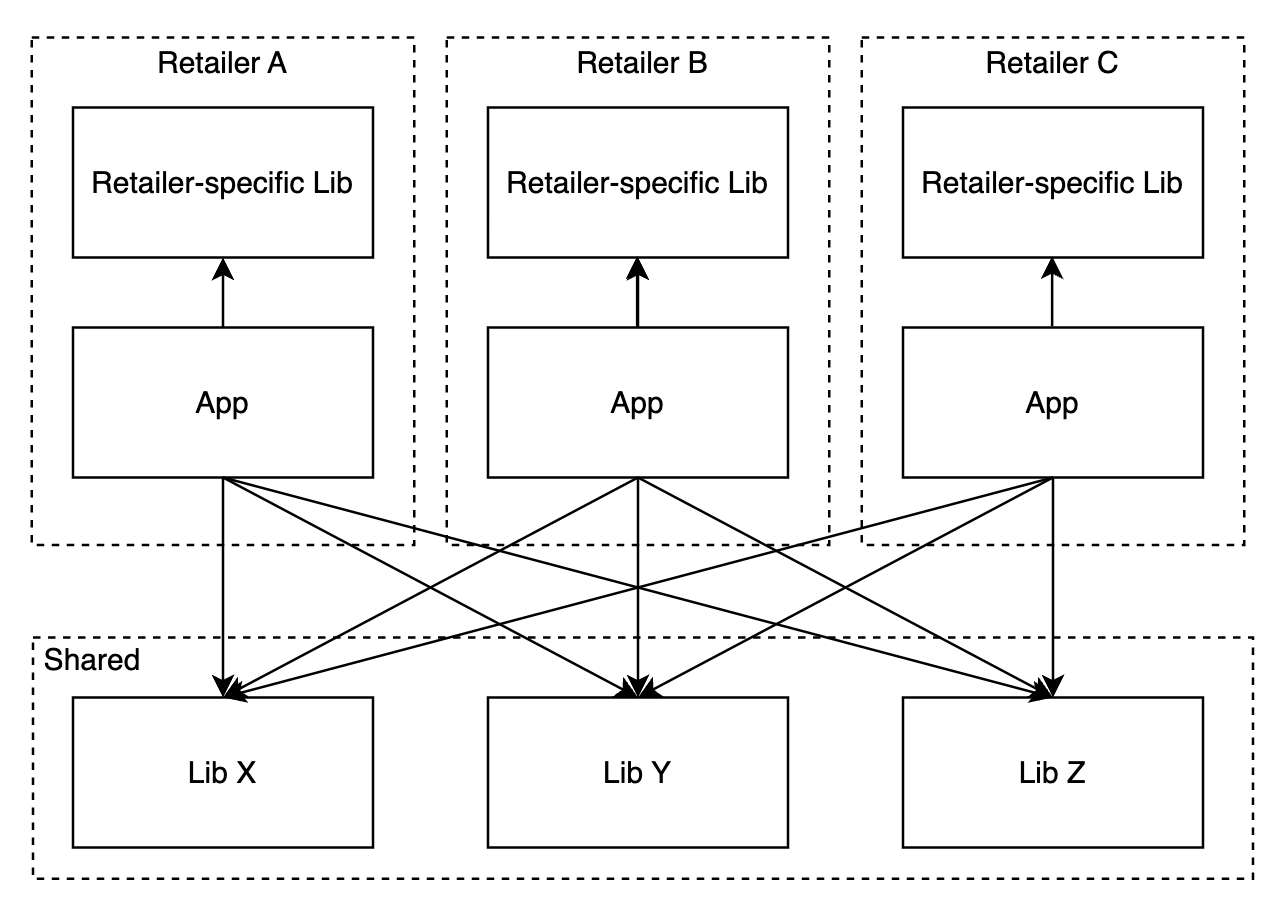 Retailer A
Retailer B
Retailer C
Retailer-specific Lib
Retailer-specific Lib
Retailer-specific Lib
App
App
App
Shared
Lib X
Lib Y
Lib Z